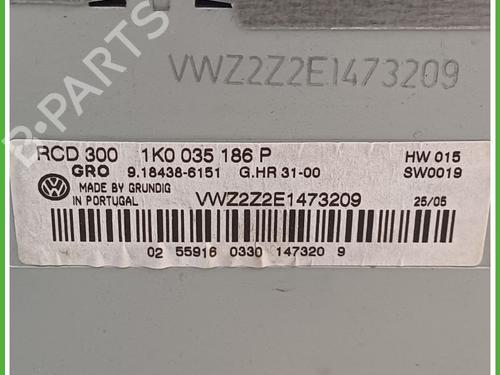 VWZ2Z2E1473209
B-PARTS
RCD 300 1K0 035 186 P HW 015
GRO 9.18438-6151 G.HR 31-00 SW0019
MADE BY GRUNDIG
IN PORTUGAL VWZ2Z2E1473209 25/05
02 55916 0330 147320 9